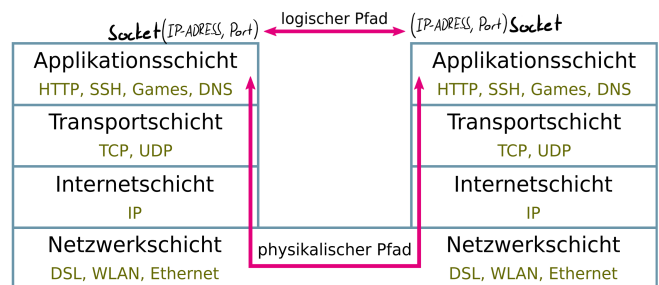 logischer Pfad
Socket(IP-ADRESS, Port)
(IP-ADRESS, Port) Socket
Applikationsschicht
HTTP, SSH, Games, DNS
Transportschicht
TCP, UDP
Internetschicht
IP
Netzwerkschicht
DSL, WLAN, Ethernet
physikalischer Pfad
Applikationsschicht
HTTP, SSH, Games, DNS
Transportschicht
TCP, UDP
Internetschicht
IP
Netzwerkschicht
DSL, WLAN, Ethernet